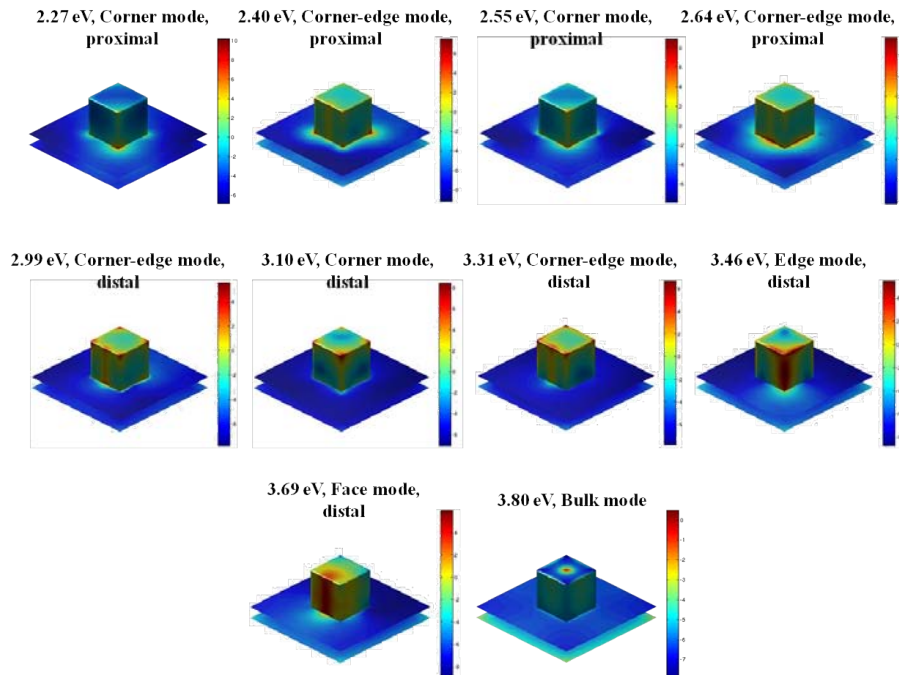 2.27 eV, Corner mode,
proximal
2.40 eV, Corner-edge mode,
proximal
2.55 eV, Corner mode,
proximal
2.64 eV, Corner-edge mode,
proximal
2.99 eV, Corner-edge mode,
distal
3.10 eV, Corner mode,
distal
3.31 eV, Corner-edge mode,
distal
3.46 eV, Edge mode,
distal
3.69 eV, Face mode,
distal
3.80 eV, Bulk mode